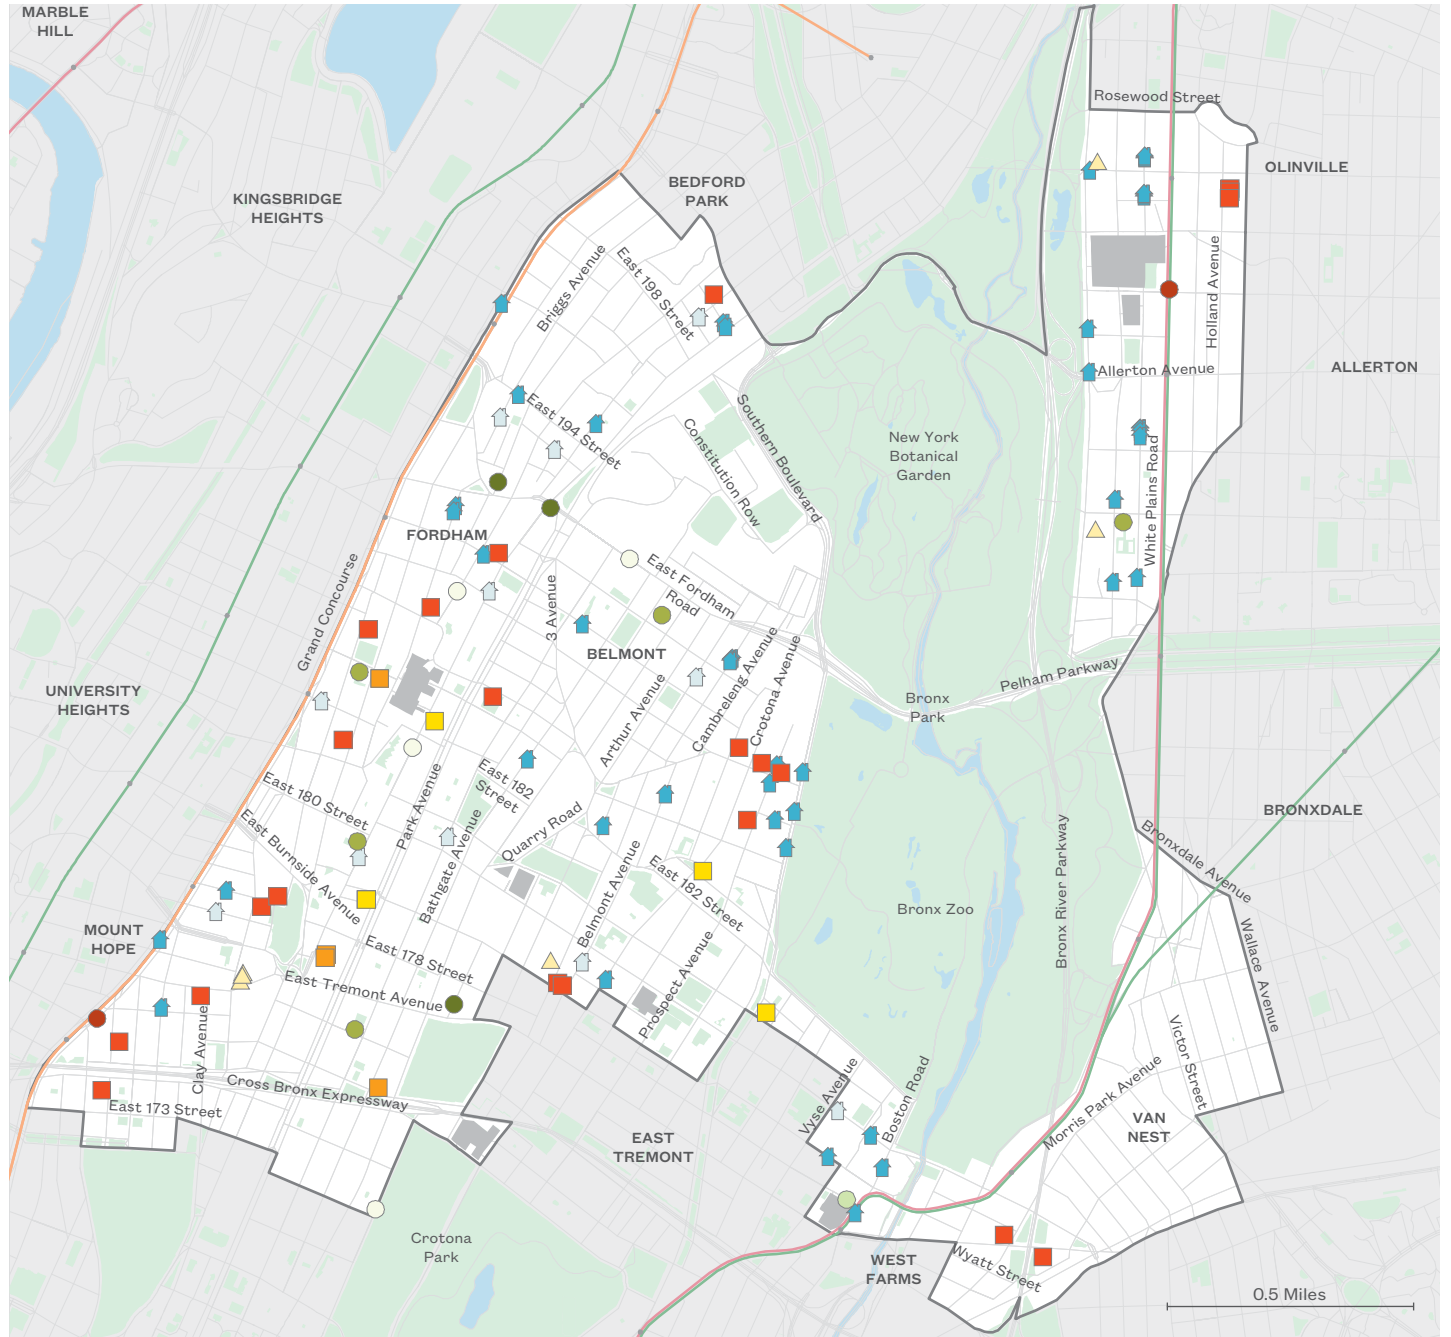 MARBLE
HILL
Rosewood Street
OLINVILLE
BEDFORD
PARK
KINGSBRIDGE
HEIGHTS
East 198 Street
Briggs Avenue
Holland Avenue
Allerton Avenue
ALLERTON
East 194 Street
Constitution Row
Southern Boulevard
New York
Botanical
Garden
White Plains Road
FORDHAM
East Fordham
Road
3 Avenue
Grand Concourse
BELMONT
Cambreleng Avenue
Crotona Avenue
Arthur Avenue
UNIVERSITY
HEIGHTS
Pelham Parkway
Bronx
Park
East 182
Street
East 180 Street
Park Avenue
Quarry Road
East Burnside Avenue
Bathgate Avenue
BRONXDALE
Bronxdale Avenue
Belmont Avenue
East 182 Street
Bronx River Parkway
Bronx Zoo
MOUNT
HOPE
East 178 Street
Prospect Avenue
Wallace Avenue
East Tremont Avenue
Clay Avenue
Victor Street
Cross Bronx Expressway
East 173 Street
Vyse Avenue
Boston Road
Morris Park Avenue
VAN
NEST
EAST
TREMONT
Crotona
Park
WEST
FARMS
Wyatt Street
0.5 Miles